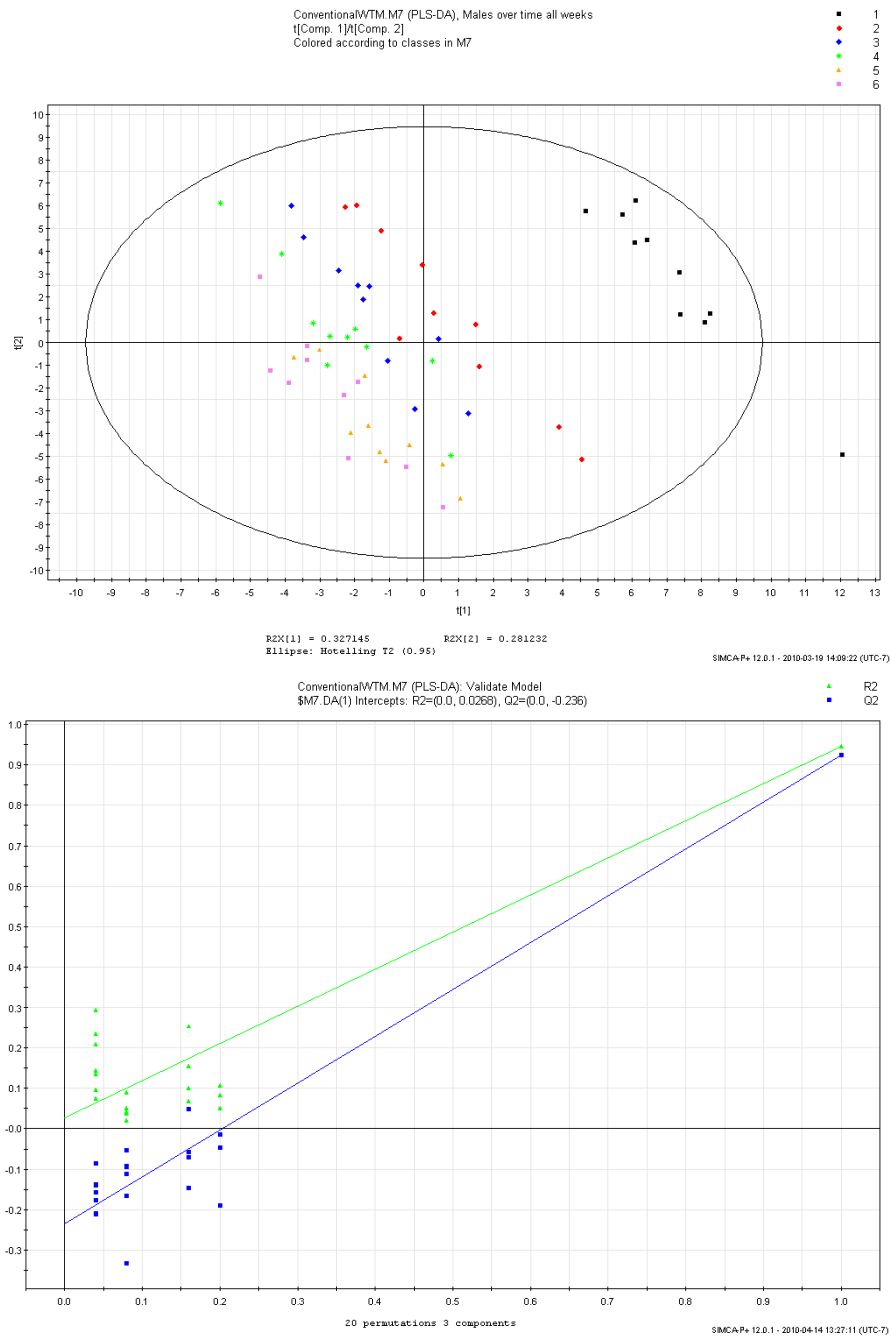 ConventionalWTM.M7 (PLS-DA), Males over time all weeks
t[Comp. 1]/t[Comp. 2]
Colored according to classes in M7
1
2
3
4
5
6
10
9
8
7
6
5
4
3
2
1
0
-1
-2
-3
-4
-5
-6
-7
-8
-9
-10
t[2]
-10 -9 -8 -7 -6 -5 -4 -3 -2 -1 0 1 2 3 4 5 6 7 8 9 10 11 12 13
t[1]
R2X[1] = 0.327145 R2X[2] = 0.281232
Ellipse: Hotelling T2 (0.95)
SIMCA-P+ 12.0.1 - 2010-03-19 14:09:22 (UTC-7)
ConventionalWTM.M7 (PLS-DA): Validate Model
$M7.DA(1) Intercepts: R2=(0.0, 0.0268), Q2=(0.0, -0.236)
R2
Q2
1.0
0.9
0.8
0.7
0.6
0.5
0.4
0.3
0.2
0.1
-0.0
-0.1
-0.2
-0.3
0.0 0.1 0.2 0.3 0.4 0.5 0.6 0.7 0.8 0.9 1.0
20 permutations 3 components
SIMCA-P+ 12.0.1 - 2010-04-14 13:27:11 (UTC-7)